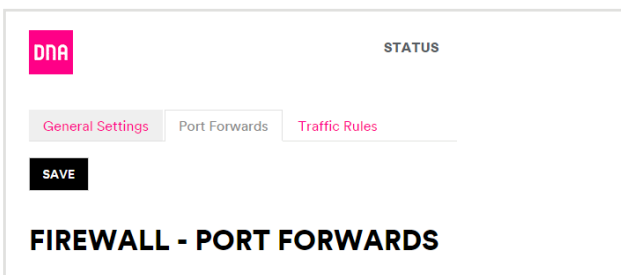 DNA STATUS
General Settings Port Forwards Traffic Rules
SAVE
FIREWALL - PORT FORWARDS